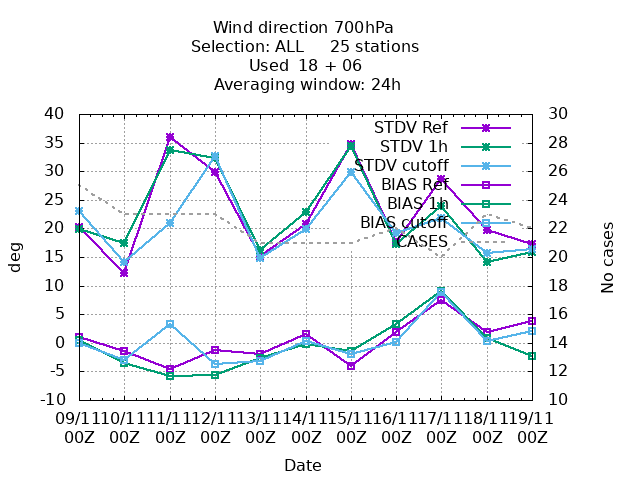 Wind direction 700hPa
Selection: ALL     25 stations
Used  18 + 06
Averaging window: 24h
40 30
35 28
30 26
25 24
20 22
15 20
10 18
5 16
0 14
-5 12
-10 10
STDV Ref
STDV 1h
STDV cutoff
BIAS Ref
BIAS 1h
BIAS cutoff
CASES
deg
No cases
09/11 10/11 11/11 12/11 13/11 14/11 15/11 16/11 17/11 18/11 19/11
00Z 00Z 00Z 00Z 00Z 00Z 00Z 00Z 00Z 00Z 00Z
Date